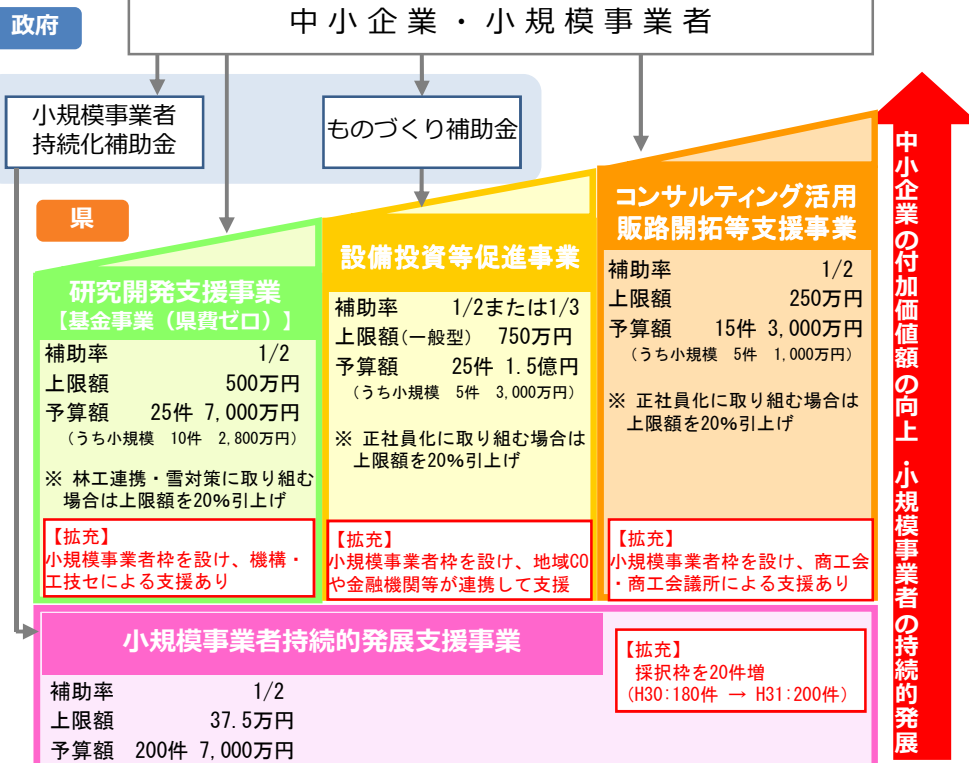 政府
中小企業・小規模事業者
小規模事業者
持続化補助金
ものづくり補助金
県
研究開発支援事業
【基金事業（県費ゼロ）】
補助率 1/2
上限額 500万円
予算額 25件 7,000万円
（うち小規模 10件 2,800万円）
※ 林工連携・雪対策に取り組む
場合は上限額を20%引上げ
【拡充】
小規模事業者枠を設け、機構・
工技セによる支援あり
設備投資等促進事業
補助率 1/2または1/3
上限額(一般型) 750万円
予算額 25件 1.5億円
（うち小規模 5件 3,000万円）
※ 正社員化に取り組む場合は
上限額を20%引上げ
【拡充】
小規模事業者枠を設け、地域CO
や金融機関等が連携して支援
コンサルティング活用
販路開拓等支援事業
補助率 1/2
上限額 250万円
予算額 15件 3,000万円
（うち小規模 5件 1,000万円）
※ 正社員化に取り組む場合は
上限額を20%引上げ
【拡充】
小規模事業者枠を設け、商工会
・商工会議所による支援あり
小規模事業者持続的発展支援事業
補助率 1/2
上限額 37.5万円
予算額 200件 7,000万円
【拡充】
採択枠を20件増
（H30:180件 → H31:200件）
中小企業の付加価値額の向上・小規模事業者の持続的発展